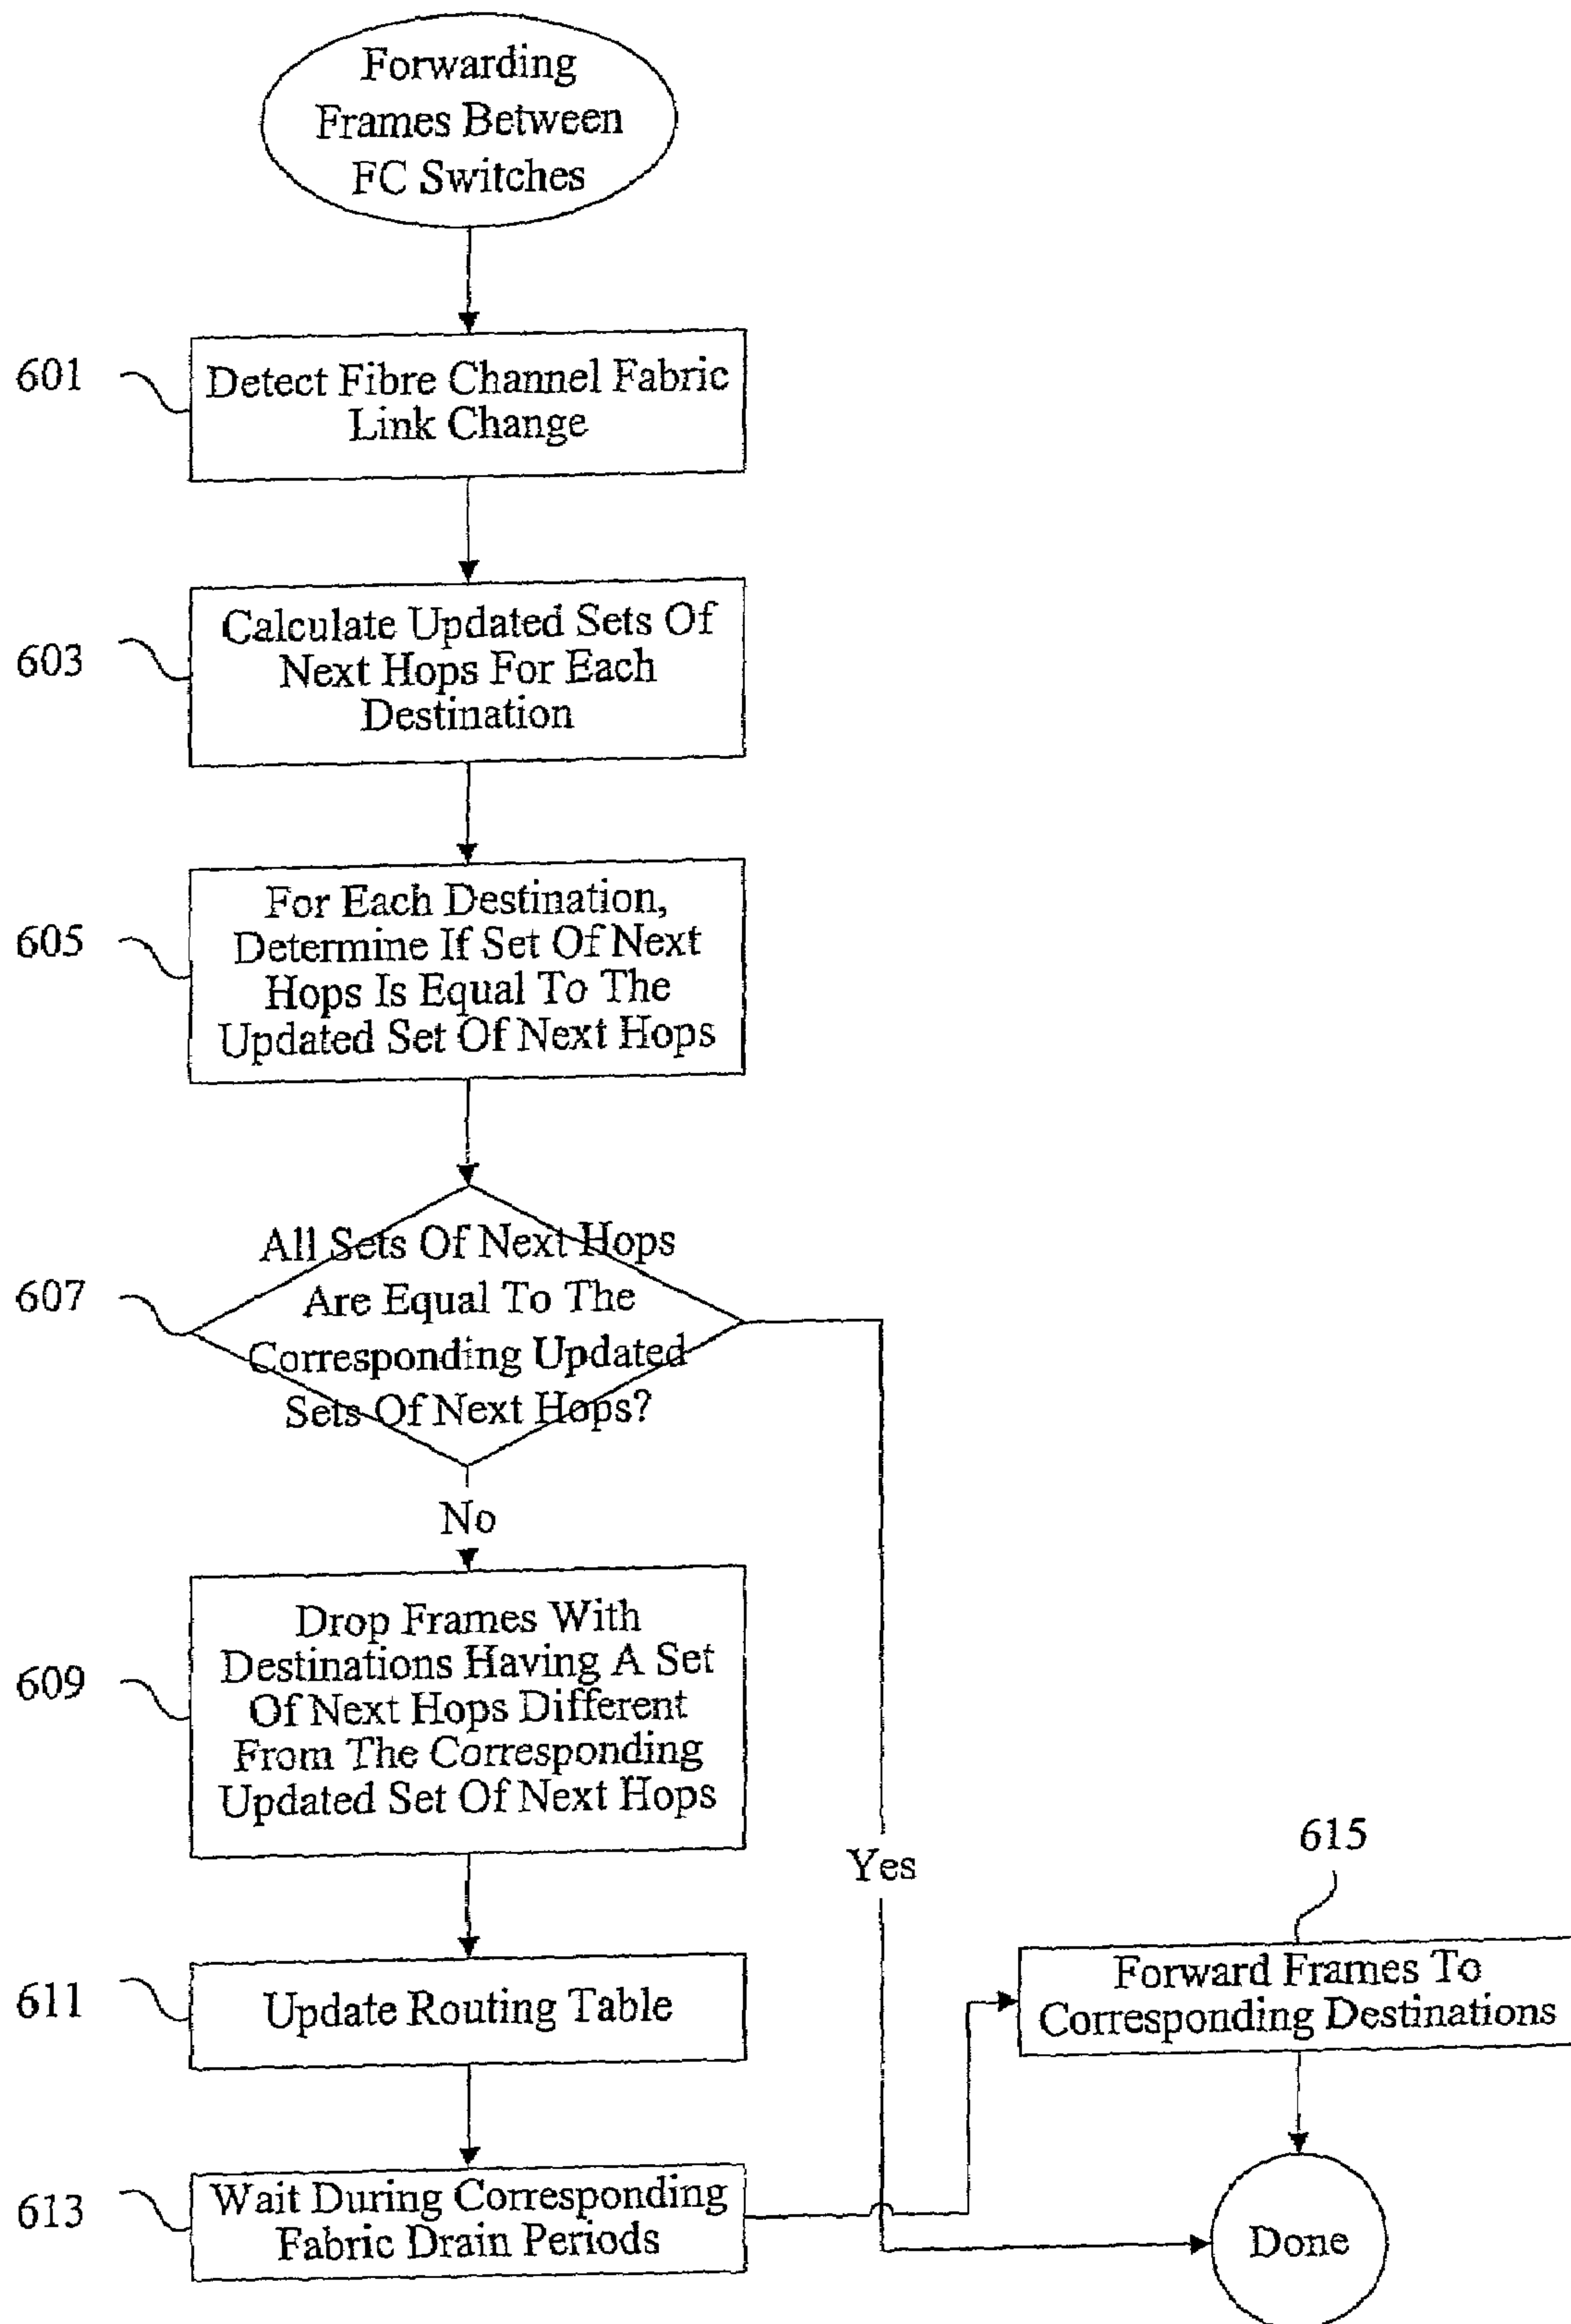 Forwarding
Frames Between
FC Switches
601
Detect Fibre Channel Fabric
Link Change
603
Calculate Updated Sets Of
Next Hops For Each
Destination
605
For Each Destination,
Determine If Set Of Next
Hops Is Equal To The
Updated Set Of Next Hops
607
All Sets Of Next Hops
Are Equal To The
Corresponding Updated
Sets Of Next Hops?
No
609
Drop Frames With
Destinations Having A Set
Of Next Hops Different
From The Corresponding
Updated Set Of Next Hops
Yes
611
Update Routing Table
613
Wait During Corresponding
Fabric Drain Periods
615
Forward Frames To
Corresponding Destinations
Done